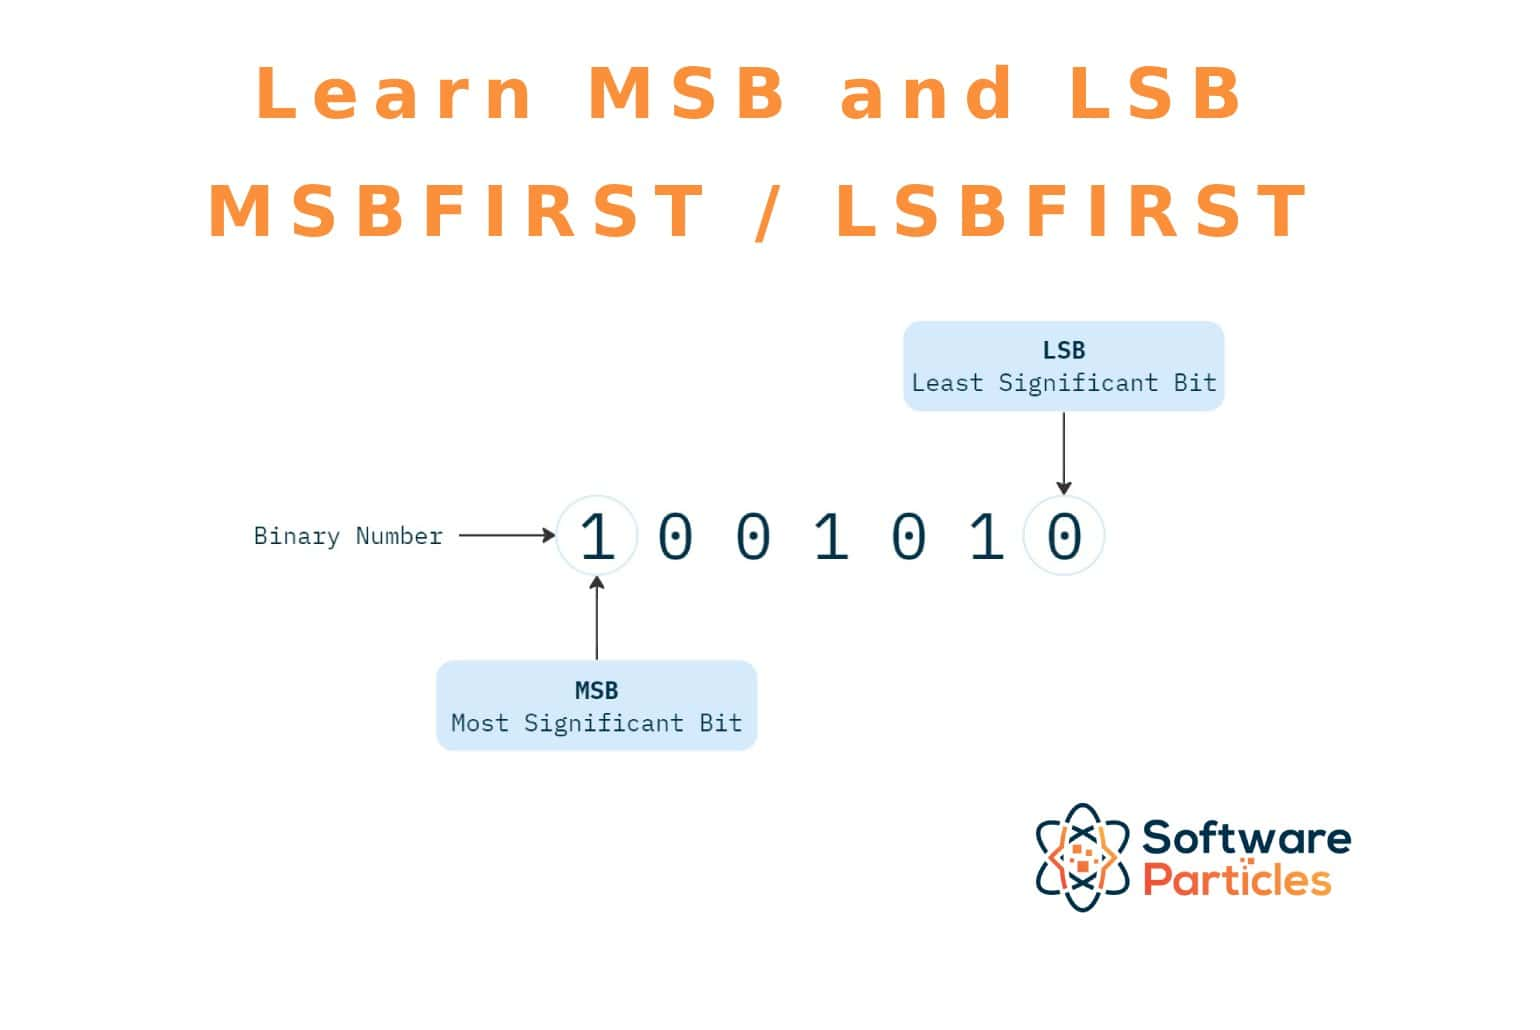 Learn MSB and LSB
MSBFIRST / LSBFIRST
LSB
Least Significant Bit
Binary Number
1 0 0 1 0 1 0
MSB
Most Significant Bit
Software
Particles